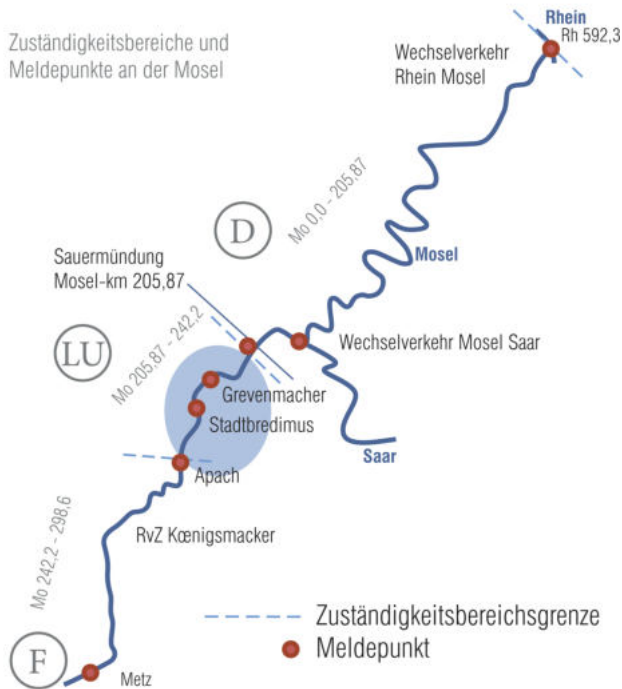 Zuständigkeitsbereiche und
Meldepunkte an der Mosel
Rhein
Rh 592,3
Wechselverkehr
Rhein Mosel
Mo 0,0 - 205,87
D
Mosel
Sauermündung
Mosel-km 205,87
Mo 205,87 - 242,2
LU
Wechselverkehr Mosel Saar
Grevenmacher
Stadtbredimus
Saar
Apach
Mo 242,2 - 298,6
RvZ Kœnigsmacker
F
Metz
Zuständigkeitsbereichsgrenze
Meldepunkt